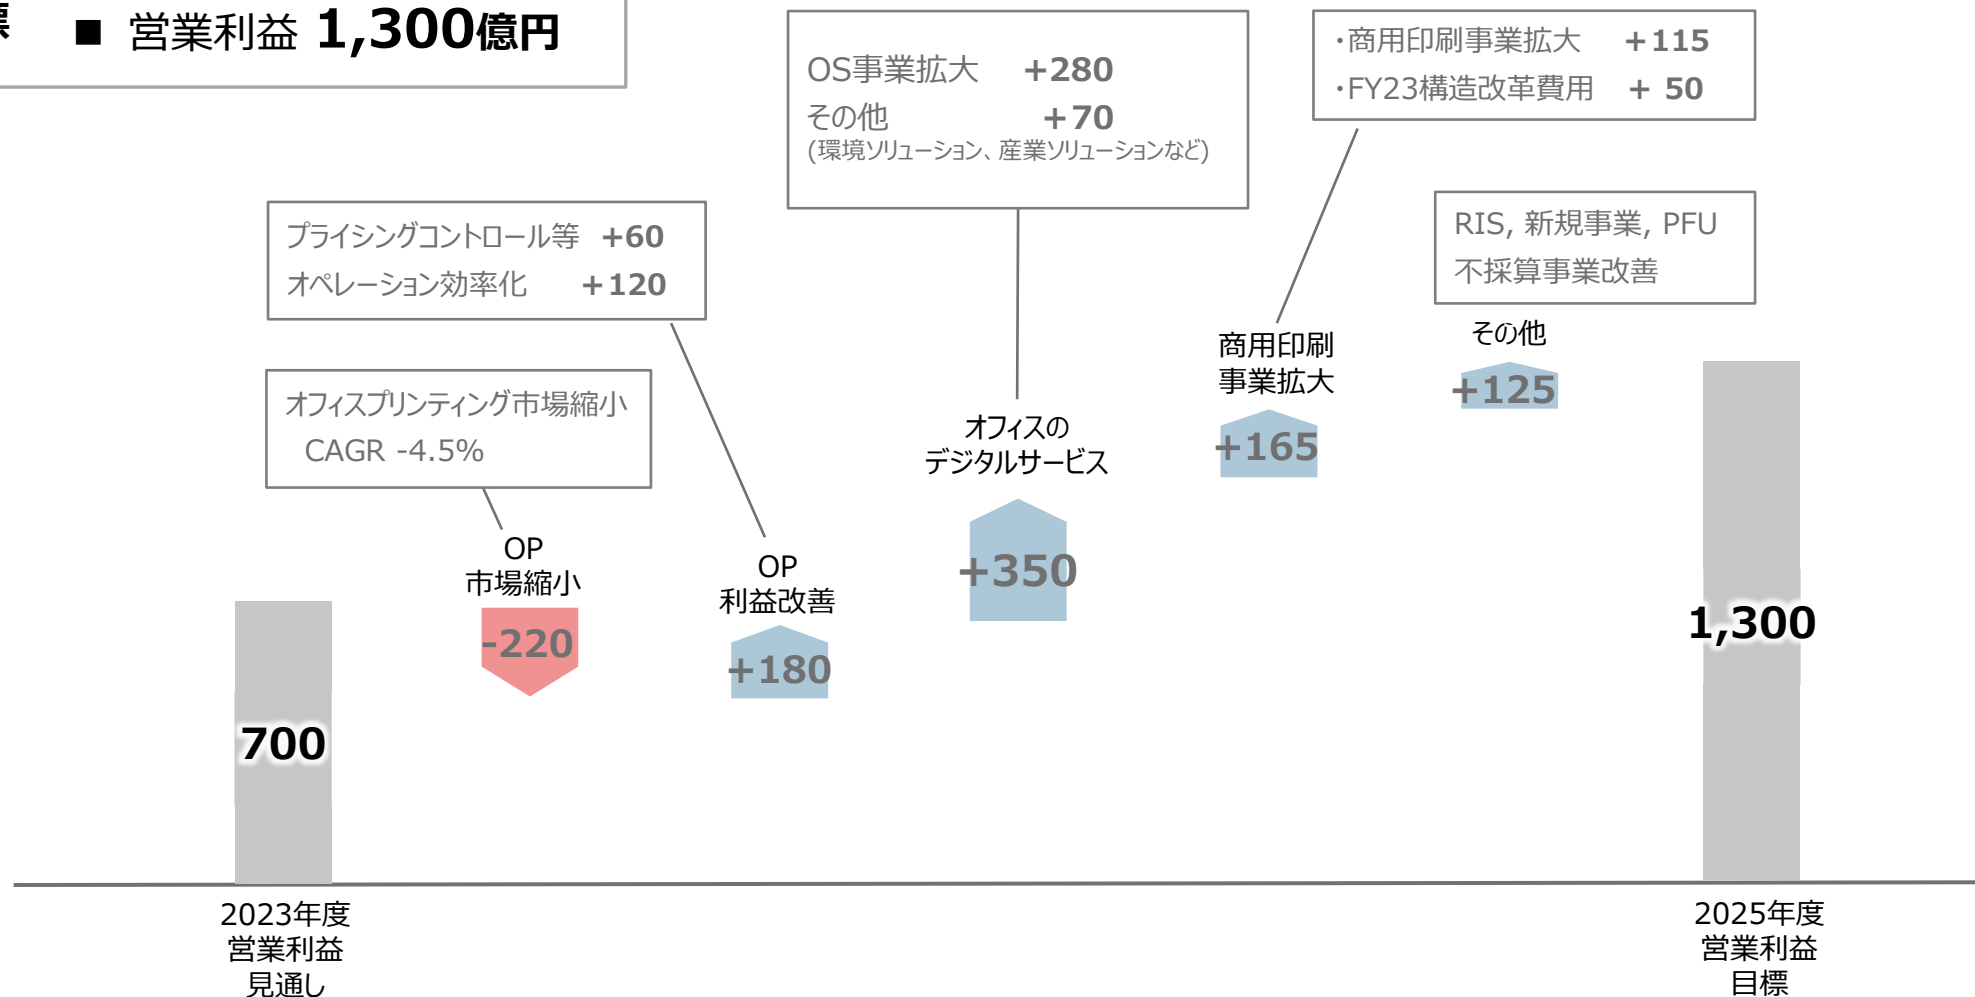 標
■ 営業利益 1,300億円
OS事業拡大 +280
その他 +70
(環境ソリューション、産業ソリューションなど)
・商用印刷事業拡大 +115
・FY23構造改革費用 + 50
プライシングコントロール等 +60
オペレーション効率化 +120
RIS, 新規事業, PFU
不採算事業改善
オフィスプリンティング市場縮小
CAGR -4.5%
OP
市場縮小
-220
OP
利益改善
+180
オフィスの
デジタルサービス
+350
商用印刷
事業拡大
+165
その他
+125
700
1,300
2023年度
営業利益
見通し
2025年度
営業利益
目標